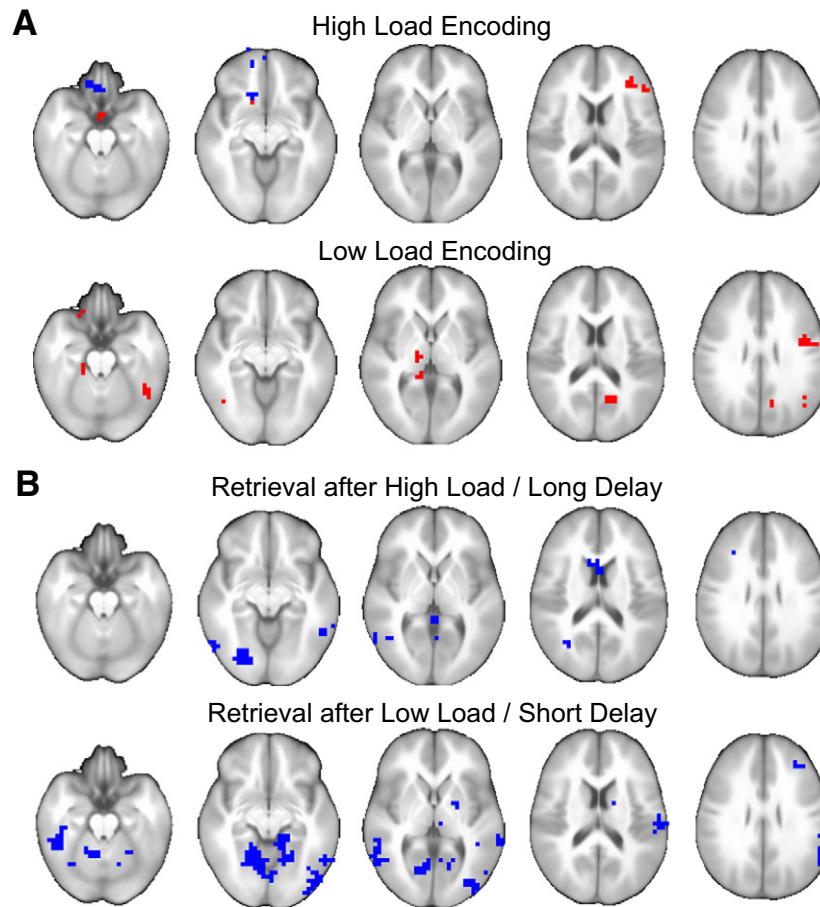 A
High Load Encoding
Low Load Encoding
B
Retrieval after High Load / Long Delay
Retrieval after Low Load / Short Delay